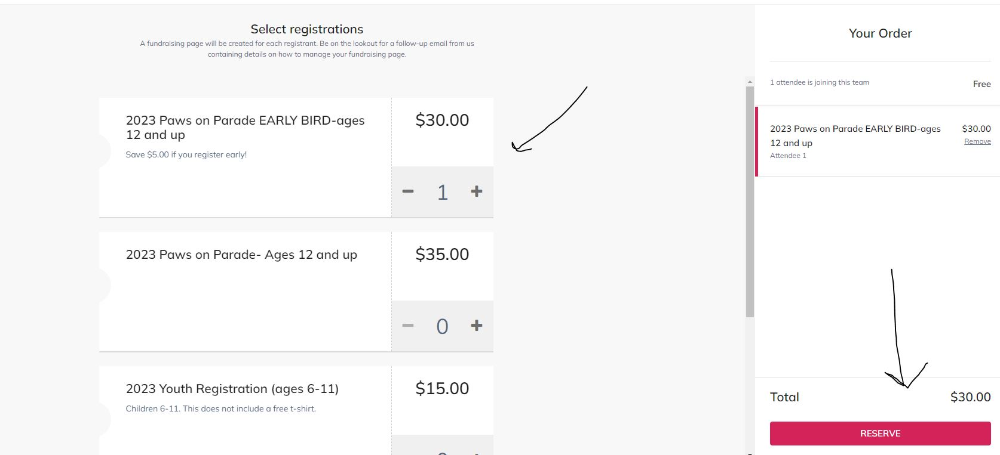 Select registrations
A fundraising page will be created for each registrant. Be on the lookout for a follow-up email from us
containing details on how to manage your fundraising page.
2023 Paws on Parade EARLY BIRD-ages
12 and up
Save $5.00 if you register early!
$30.00
1
2023 Paws on Parade- Ages 12 and up
$35.00
0
2023 Youth Registration (ages 6-11)
Children 6-11. This does not include a free t-shirt.
$15.00
Your Order
1 attendee is joining this team
Free
2023 Paws on Parade EARLY BIRD-ages
12 and up
Attendee 1
$30.00
Remove
Total
$30.00
RESERVE